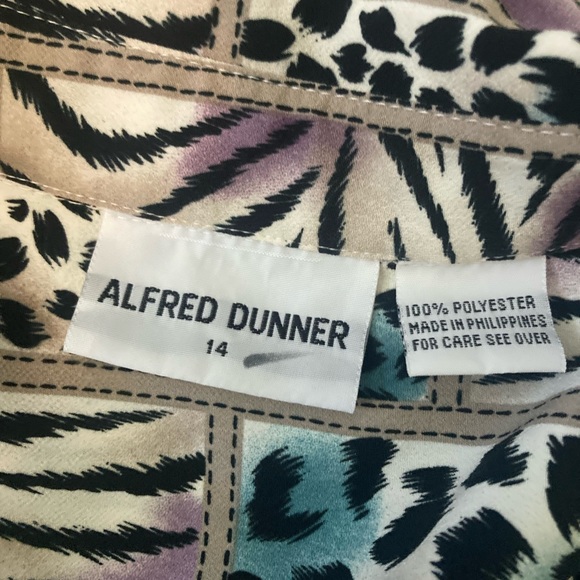 ALFRED DUNNER
14
100% POLYESTER
MADE IN PHILIPPINES
FOR CARE SEE OVER